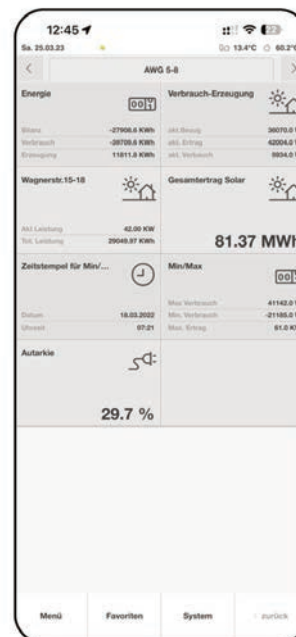 12:45
Sa. 25.03.23 13.4°C 60.2°
AWG 5-8
Energie
Bilanz -27908.6 KWh
Verbrauch -39709.6 KWh
Erzeugung 11811.8 KWh
Verbrauch-Erzeugung
akt.Bezug 36070.0
akt. Ertrag 42004.0
akt. Verbauch 5934.0
Wagnerstr.15-18
Akt Leistung 42.00 KW
Tot. Leistung 29049.97 KWh
Gesamtertrag Solar
81.37 MWh
Zeitstempel für Min/...
Datum 18.03.2022
Uhrzeit 07:21
Min/Max
Max Verbrauch 41142.0
Min. Verbrauch -21185.0
Max. Ertrag 61.0
Autarkie
29.7 %
Menü Favoriten System zurück